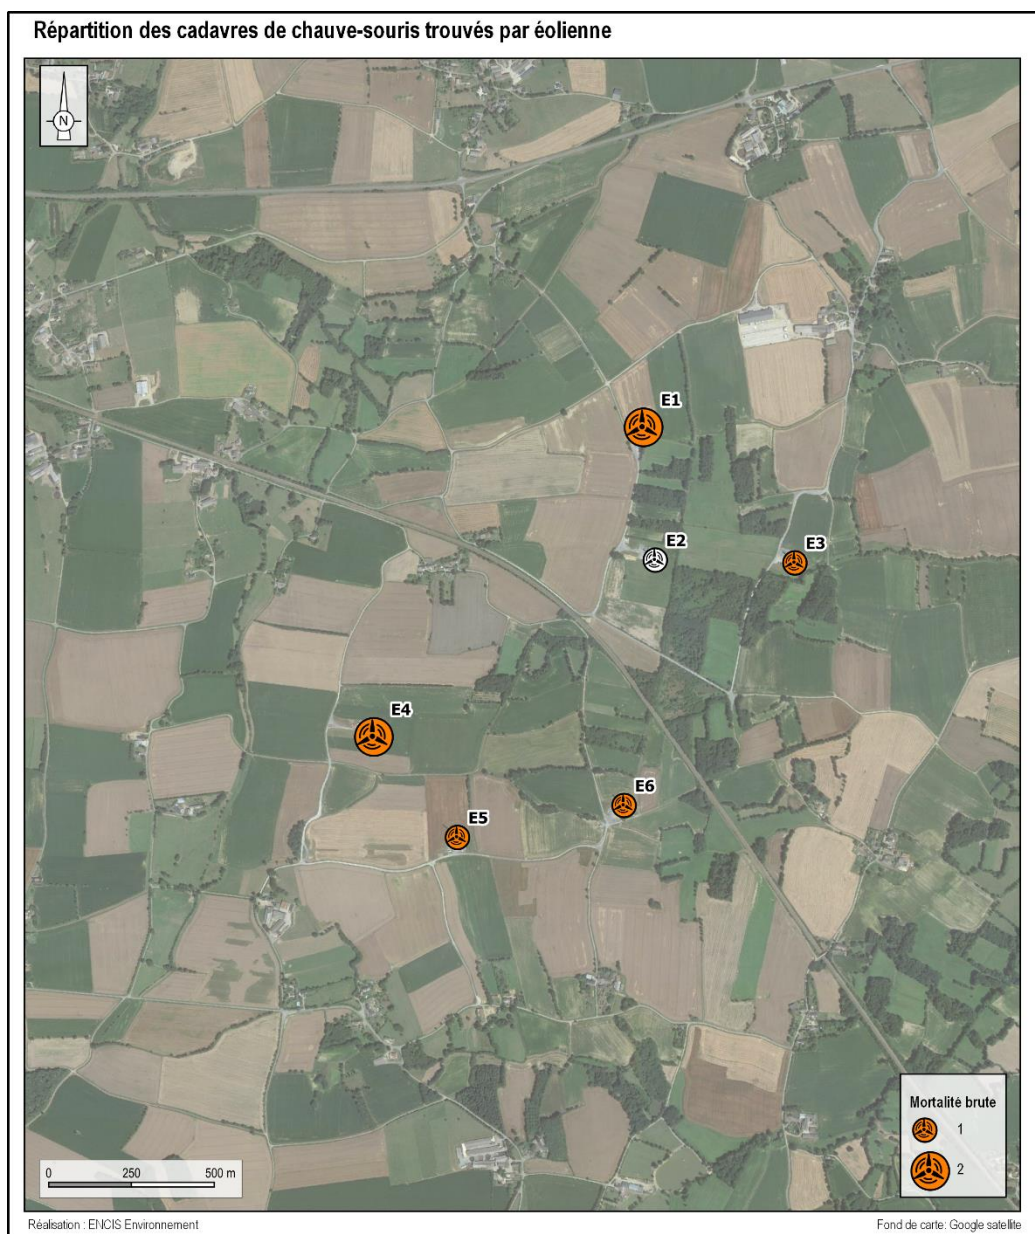 Répartition des cadavres de chauve-souris trouvés par éolienne
N
E1
E2
E3
E4
E6
E5
Mortalité brute
1
2
0 250 500 m
Réalisation : ENCIS Environnement
Fond de carte: Google satellite